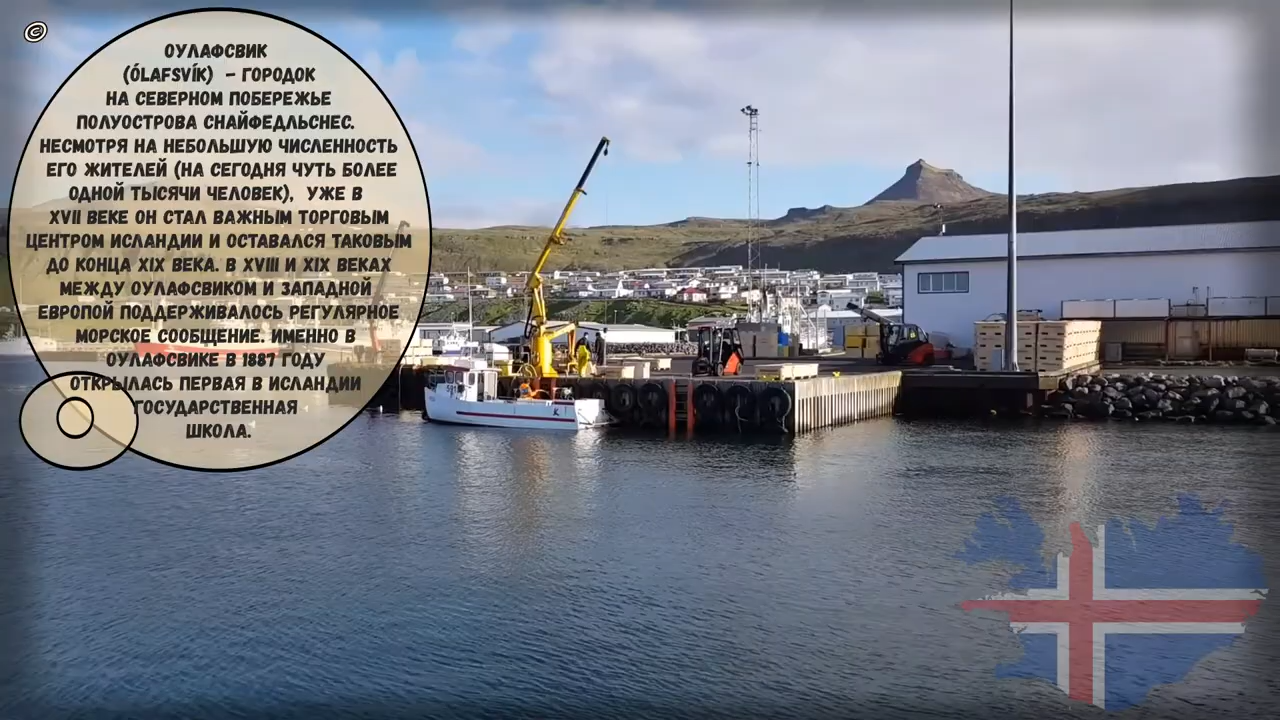 ©
ОУЛАФСВИК
(ÓLAFSVÍK) – ГОРОДОК
НА СЕВЕРНОМ ПОБЕРЕЖЬЕ
ПОЛУОСТРОВА СНАЙФЕДЛЬСНЕС.
НЕСМОТРЯ НА НЕБОЛЬШУЮ ЧИСЛЕННОСТЬ
ЕГО ЖИТЕЛЕЙ (НА СЕГОДНЯ ЧУТЬ БОЛЕЕ
ОДНОЙ ТЫСЯЧИ ЧЕЛОВЕК), УЖЕ В
XVII ВЕКЕ ОН СТАЛ ВАЖНЫМ ТОРГОВЫМ
ЦЕНТРОМ ИСЛАНДИИ И ОСТАВАЛСЯ ТАКОВЫМ
ДО КОНЦА XIX ВЕКА. В XVIII И XIX ВЕКАХ
МЕЖДУ ОУЛАФСВИКОМ И ЗАПАДНОЙ
ЕВРОПОЙ ПОДДЕРЖИВАЛОСЬ РЕГУЛЯРНОЕ
МОРСКОЕ СООБЩЕНИЕ. ИМЕННО В
ОУЛАФСВИКЕ В 1887 ГОДУ
ОТКРЫЛАСЬ ПЕРВАЯ В ИСЛАНДИИ
ГОСУДАРСТВЕННАЯ
ШКОЛА.